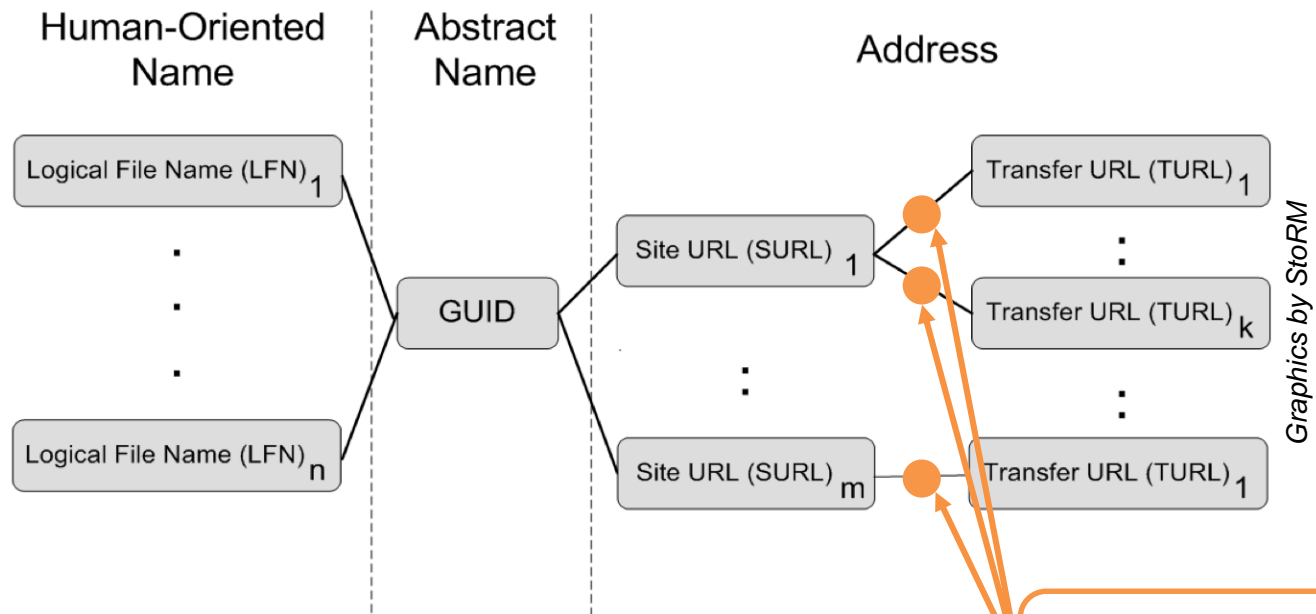 Human-Oriented
Name
Abstract
Name
Address
Logical File Name (LFN) 1
Logical File Name (LFN) n
GUID
Site URL (SURL) 1
Site URL (SURL) m
Transfer URL (TURL) 1
Transfer URL (TURL) k
Transfer URL (TURL) 1
Graphics by StoRM